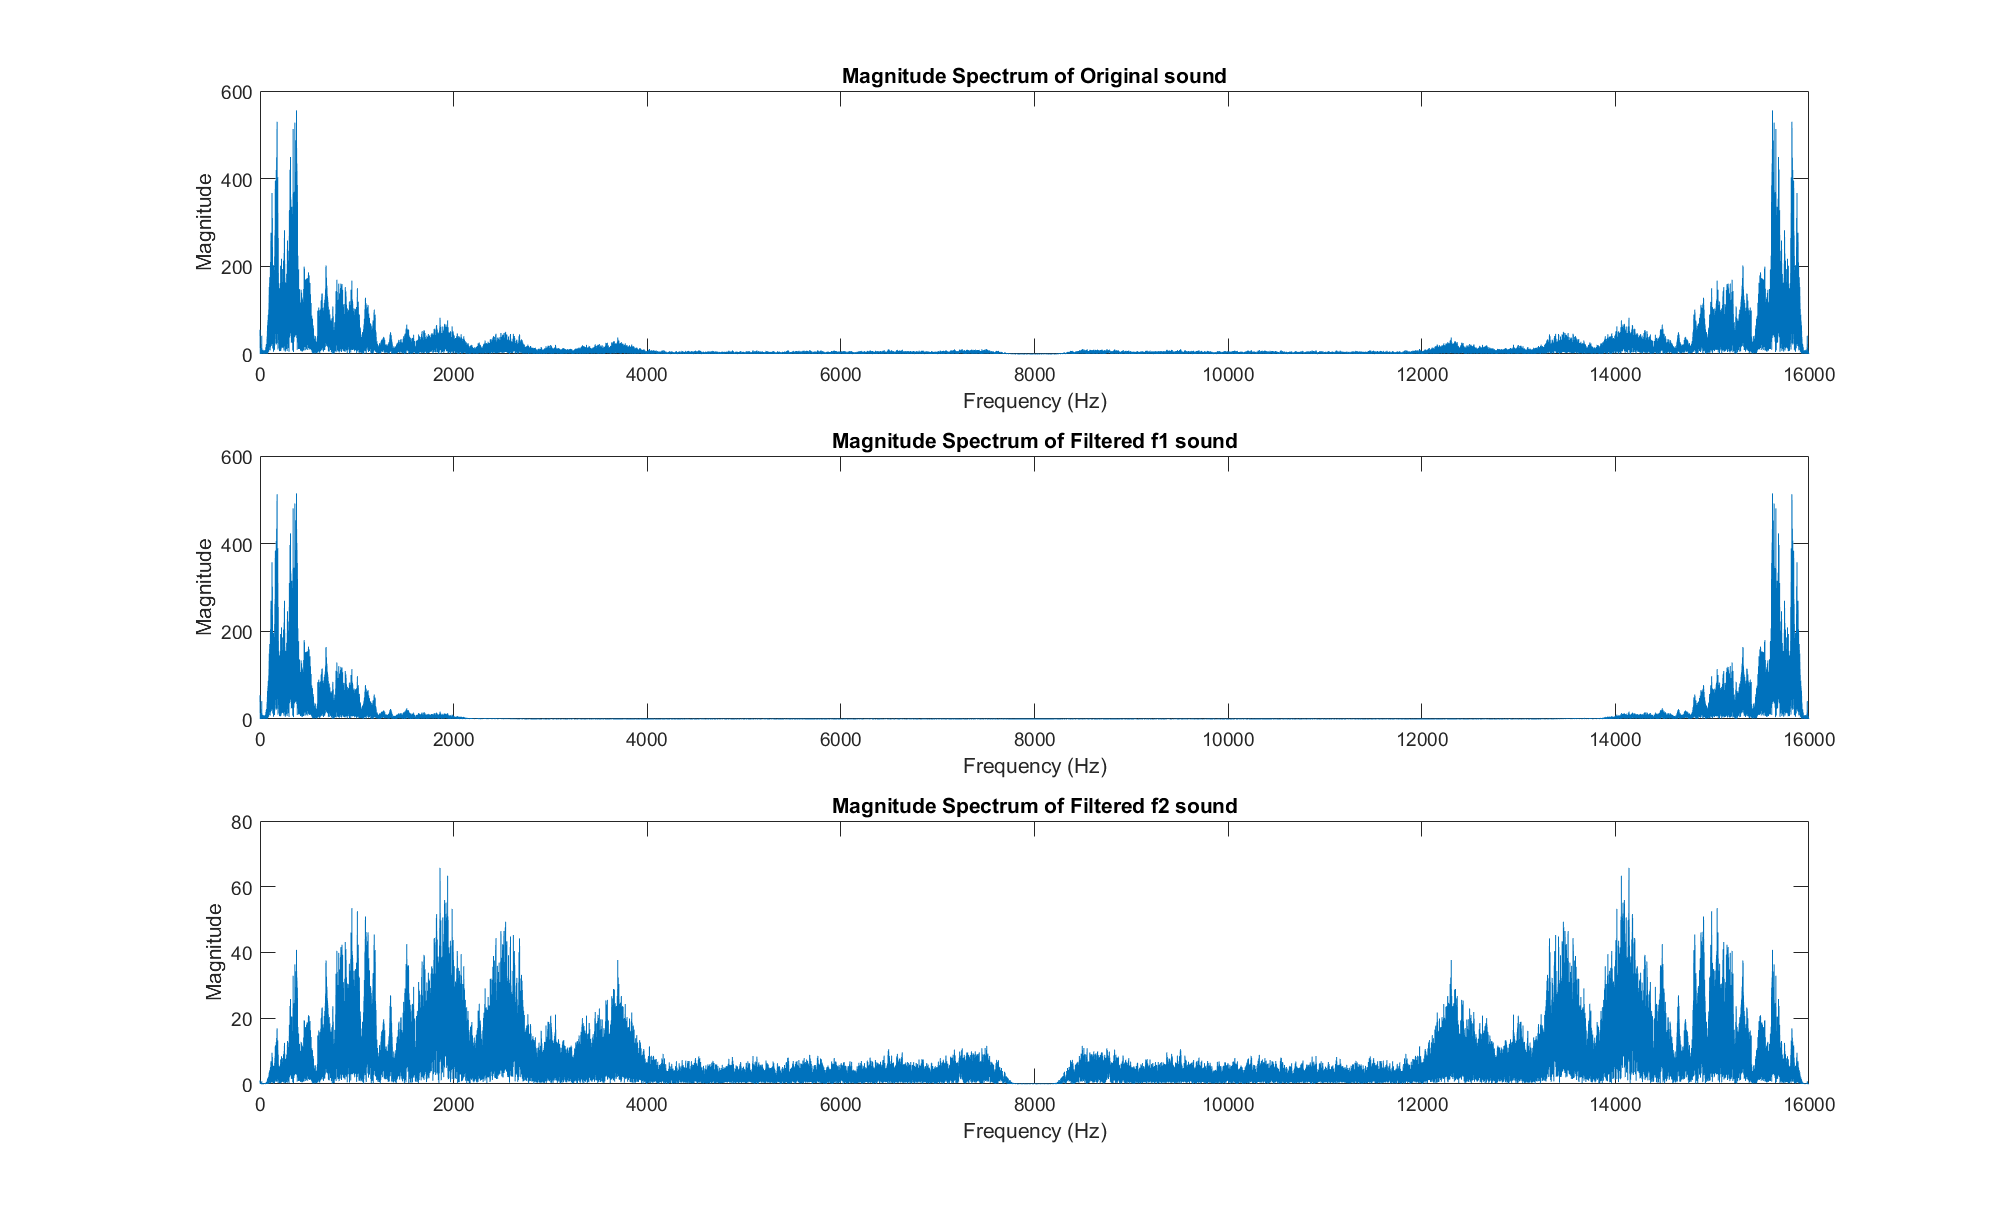 Magnitude Spectrum of Original sound
600
400
200
0
Magnitude
0 2000 4000 6000 8000 10000 12000 14000 16000
Frequency (Hz)
Magnitude Spectrum of Filtered f1 sound
600
400
200
0
Magnitude
0 2000 4000 6000 8000 10000 12000 14000 16000
Frequency (Hz)
Magnitude Spectrum of Filtered f2 sound
80
60
40
20
0
Magnitude
0 2000 4000 6000 8000 10000 12000 14000 16000
Frequency (Hz)